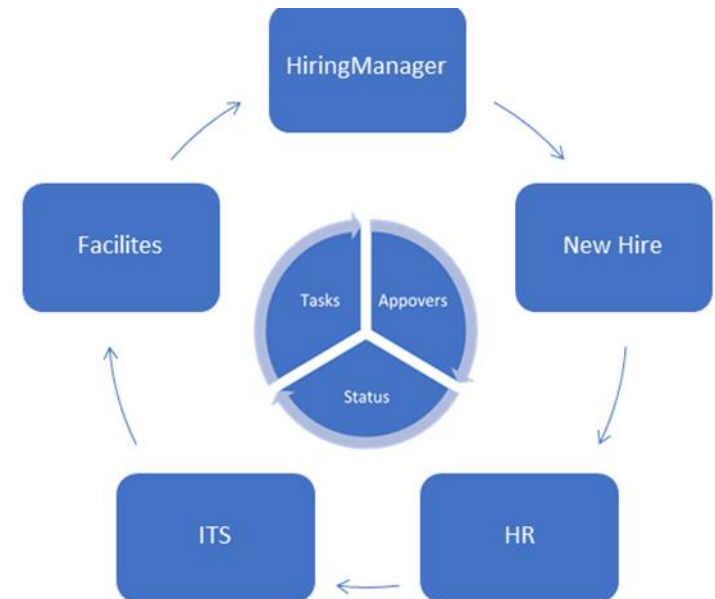 HiringManager
Facilites
New Hire
Tasks
Appovers
Status
ITS
HR